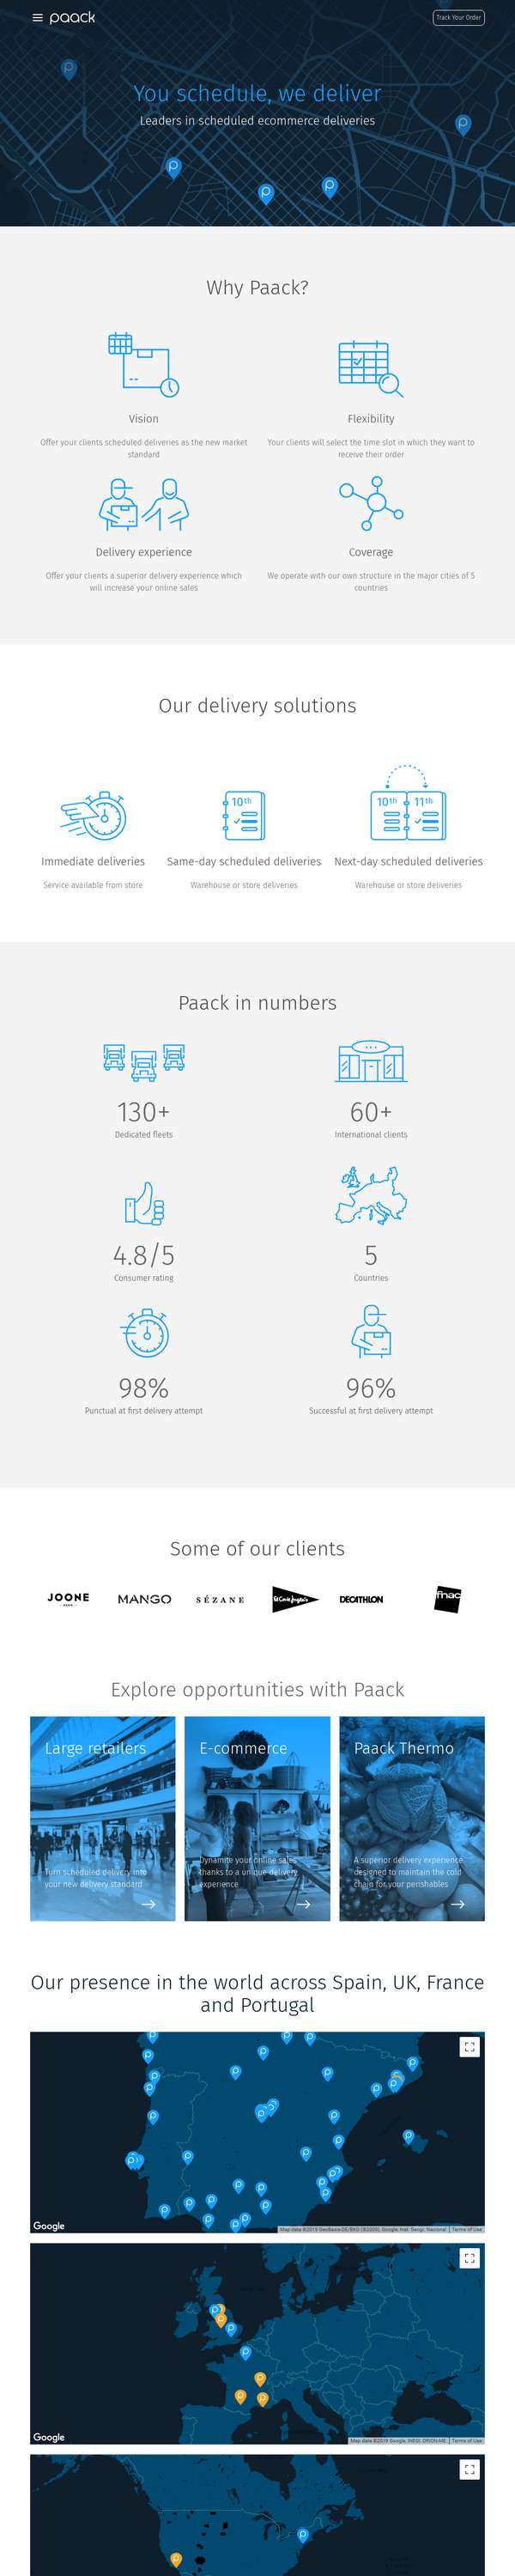 paack
Track Your Order
You schedule, we deliver
Leaders in scheduled ecommerce deliveries
Why Paack?
Vision
Offer your clients scheduled deliveries as the new market
standard
Flexibility
Your clients will select the time slot in which they want to
receive their order
Delivery experience
Offer your clients a superior delivery experience which
will increase your online sales
Coverage
We operate with our own structure in the major cities of 5
countries
Our delivery solutions
10th
10th 11th
Immediate deliveries
Service available from store
Same-day scheduled deliveries
Warehouse or store deliveries
Next-day scheduled deliveries
Warehouse or store deliveries
Paack in numbers
130+
Dedicated fleets
60+
International clients
4.8/5
Consumer rating
5
Countries
98%
Punctual at first delivery attempt
96%
Successful at first delivery attempt
Some of our clients
JOONE
PARIS
MANGO
SÉZANE
El Corte Inglés
DECATHLON
fnac
Explore opportunities with Paack
Large retailers
Turn scheduled delivery into
your new delivery standard
E-commerce
Dynamite your online sales
thanks to a unique delivery
experience
Paack Thermo
A superior delivery experience
designed to maintain the cold
chain for your perishables
Our presence in the world across Spain, UK, France
and Portugal
Google
Map data ©2019 GeoBasis-DE/BKG (©2009), Google, Inst. Geogr. Nacional
Terms of Use
Google
Map data ©2019 Google, INEGI, ORION-ME
Terms of Use